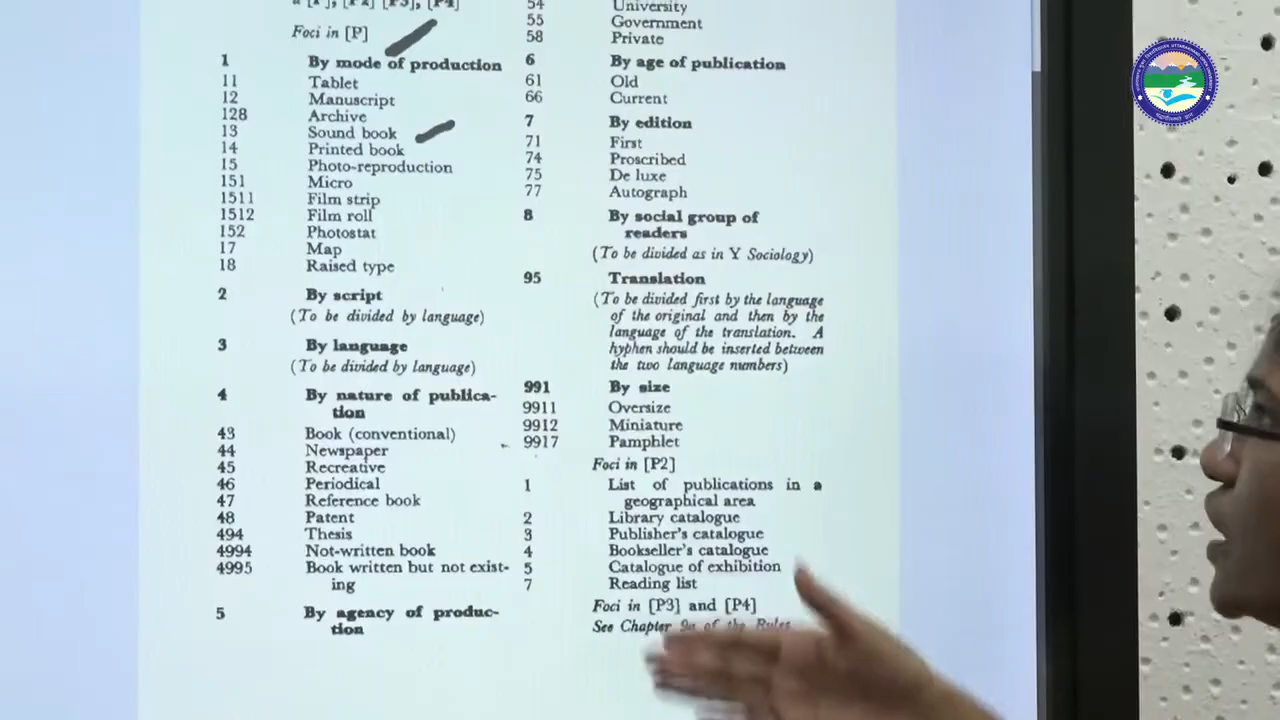 Foci in [P]
1 By mode of production
11 Tablet
12 Manuscript
128 Archive
13 Sound book
14 Printed book
15 Photo-reproduction
151 Micro
1511 Film strip
1512 Film roll
152 Photostat
17 Map
18 Raised type
2 By script
(To be divided by language)
3 By language
(To be divided by language)
4 By nature of publica-
tion
43 Book (conventional)
44 Newspaper
45 Recreative
46 Periodical
47 Reference book
48 Patent
494 Thesis
4994 Not-written book
4995 Book written but not exist-
ing
5 By agency of produc-
tion
54 University
55 Government
58 Private
6 By age of publication
61 Old
66 Current
7 By edition
71 First
74 Proscribed
75 De luxe
77 Autograph
8 By social group of
readers
(To be divided as in Y Sociology)
95 Translation
(To be divided first by the language
of the original and then by the
language of the translation. A
hyphen should be inserted between
the two language numbers)
991 By size
9911 Oversize
9912 Miniature
9917 Pamphlet
Foci in [P2]
1 List of publications in a
geographical area
2 Library catalogue
3 Publisher's catalogue
4 Bookseller's catalogue
5 Catalogue of exhibition
7 Reading list
Foci in [P3] and [P4]
See Chapter 9a of the Rules